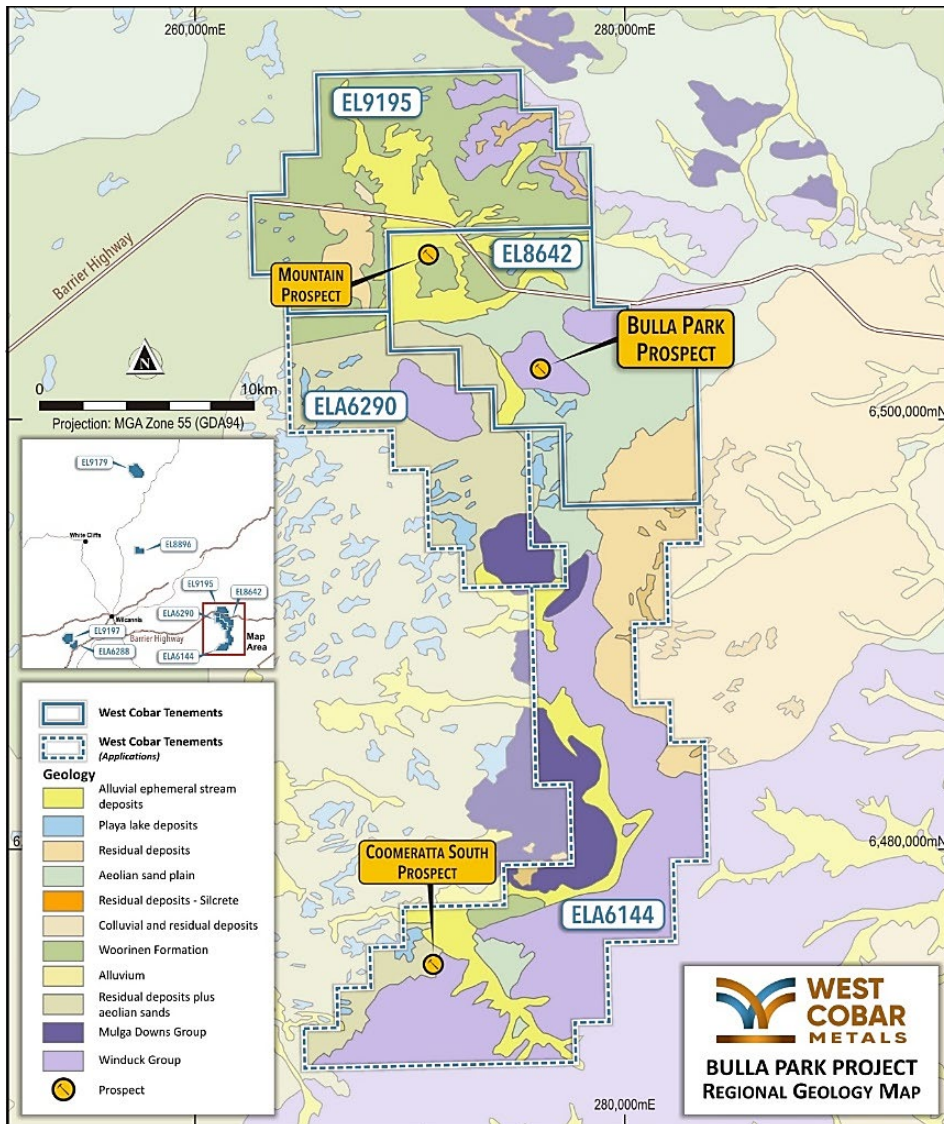 260,000mE
280,000mE
EL9195
Barrier Highway
EL8642
MOUNTAIN
PROSPECT
BULLA PARK
PROSPECT
N
0
10km
Projection: MGA Zone 55 (GDA94)
ELA6290
6,500,000mN
EL9179
White Cliffs
EL8896
EL9195
EL8642
ELA6290
Wilcannia
EL9197
Barrier Highway
Map
Area
ELA6288
ELA6144
West Cobar Tenements
West Cobar Tenements
(Applications)
Geology
Alluvial ephemeral stream
deposits
Playa lake deposits
Residual deposits
Aeolian sand plain
Residual deposits - Silcrete
Colluvial and residual deposits
Woorinen Formation
Alluvium
Residual deposits plus
aeolian sands
Mulga Downs Group
Winduck Group
Prospect
6,480,000mN
COOMERATTA SOUTH
PROSPECT
ELA6144
WEST
COBAR
METALS
BULLA PARK PROJECT
REGIONAL GEOLOGY MAP
280,000mE